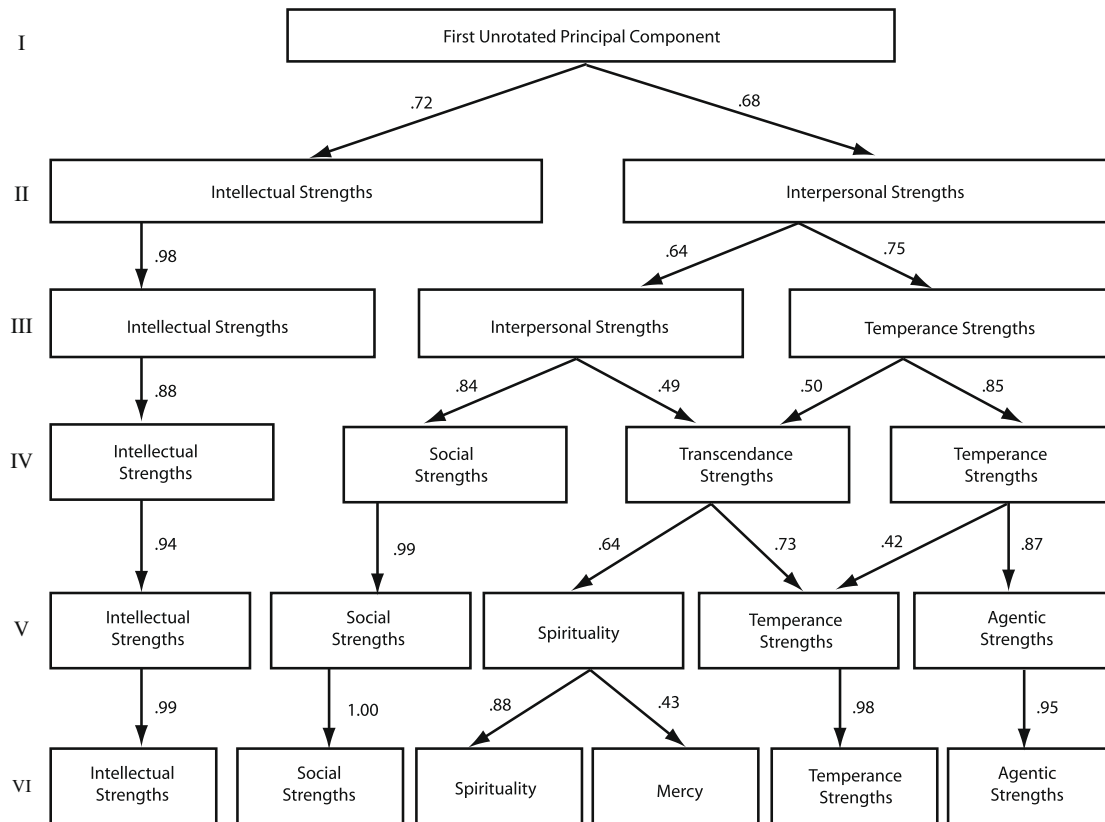 I
First Unrotated Principal Component
.72
.68
II
Intellectual Strengths
Interpersonal Strengths
.98
.64
.75
III
Intellectual Strengths
Interpersonal Strengths
Temperance Strengths
.88
.84
.49
.50
.85
IV
Intellectual
Strengths
Social
Strengths
Transcendance
Strengths
Temperance
Strengths
.94
.99
.64
.73
.42
.87
V
Intellectual
Strengths
Social
Strengths
Spirituality
Temperance
Strengths
Agentic
Strengths
.99
1.00
.88
.43
.98
.95
VI
Intellectual
Strengths
Social
Strengths
Spirituality
Mercy
Temperance
Strengths
Agentic
Strengths